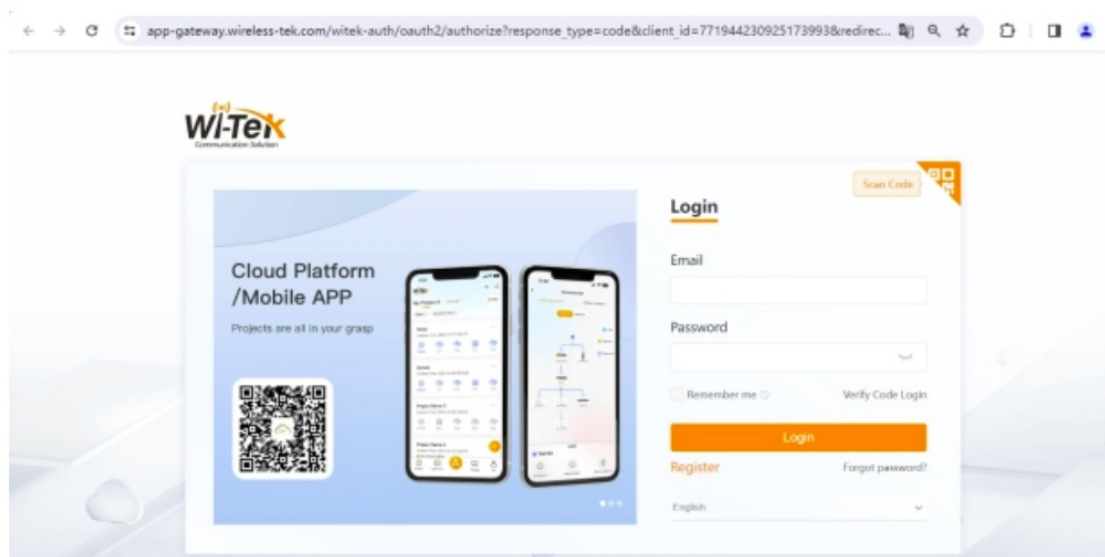 app-gateway.wireless-tek.com/witek-auth/oauth2/authorize?response_type=code&client_id=771944230925173993&redirec...
Wi-Tek
Communication Solution
Scan Code
Login
Cloud Platform
/Mobile APP
Projects are all in your grasp
Email
Password
Remember me
Verify Code Login
Login
Register
Forgot password?
English